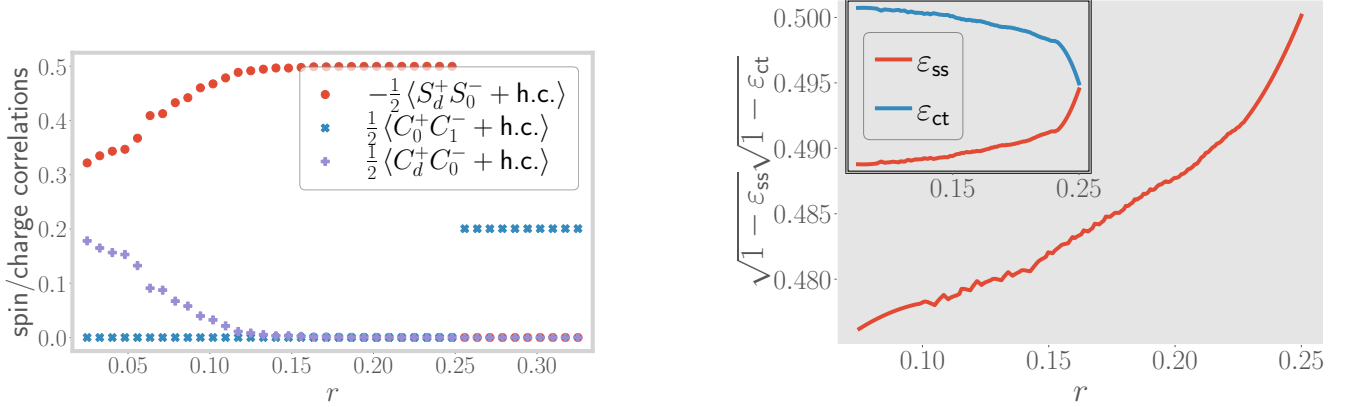 spin/charge correlations
0.5
0.4
0.3
0.2
0.1
0.0
−½⟨S_d^+ S_0^- + h.c.⟩
½⟨C_0^+ C_1^- + h.c.⟩
½⟨C_d^+ C_0^- + h.c.⟩
0.05 0.10 0.15 0.20 0.25 0.30
r
√1 − ε_ss √1 − ε_ct
0.500
0.495
0.490
0.485
0.480
ε_ss
ε_ct
0.15 0.25
0.10 0.15 0.20 0.25
r